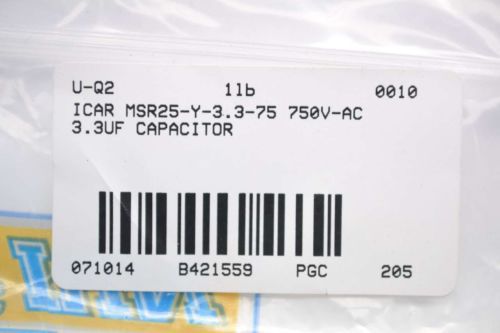 U-Q2 1lb 0010
ICAR MSR25-Y-3.3-75 750V-AC
3.3UF CAPACITOR
071014 B421559 PGC 205